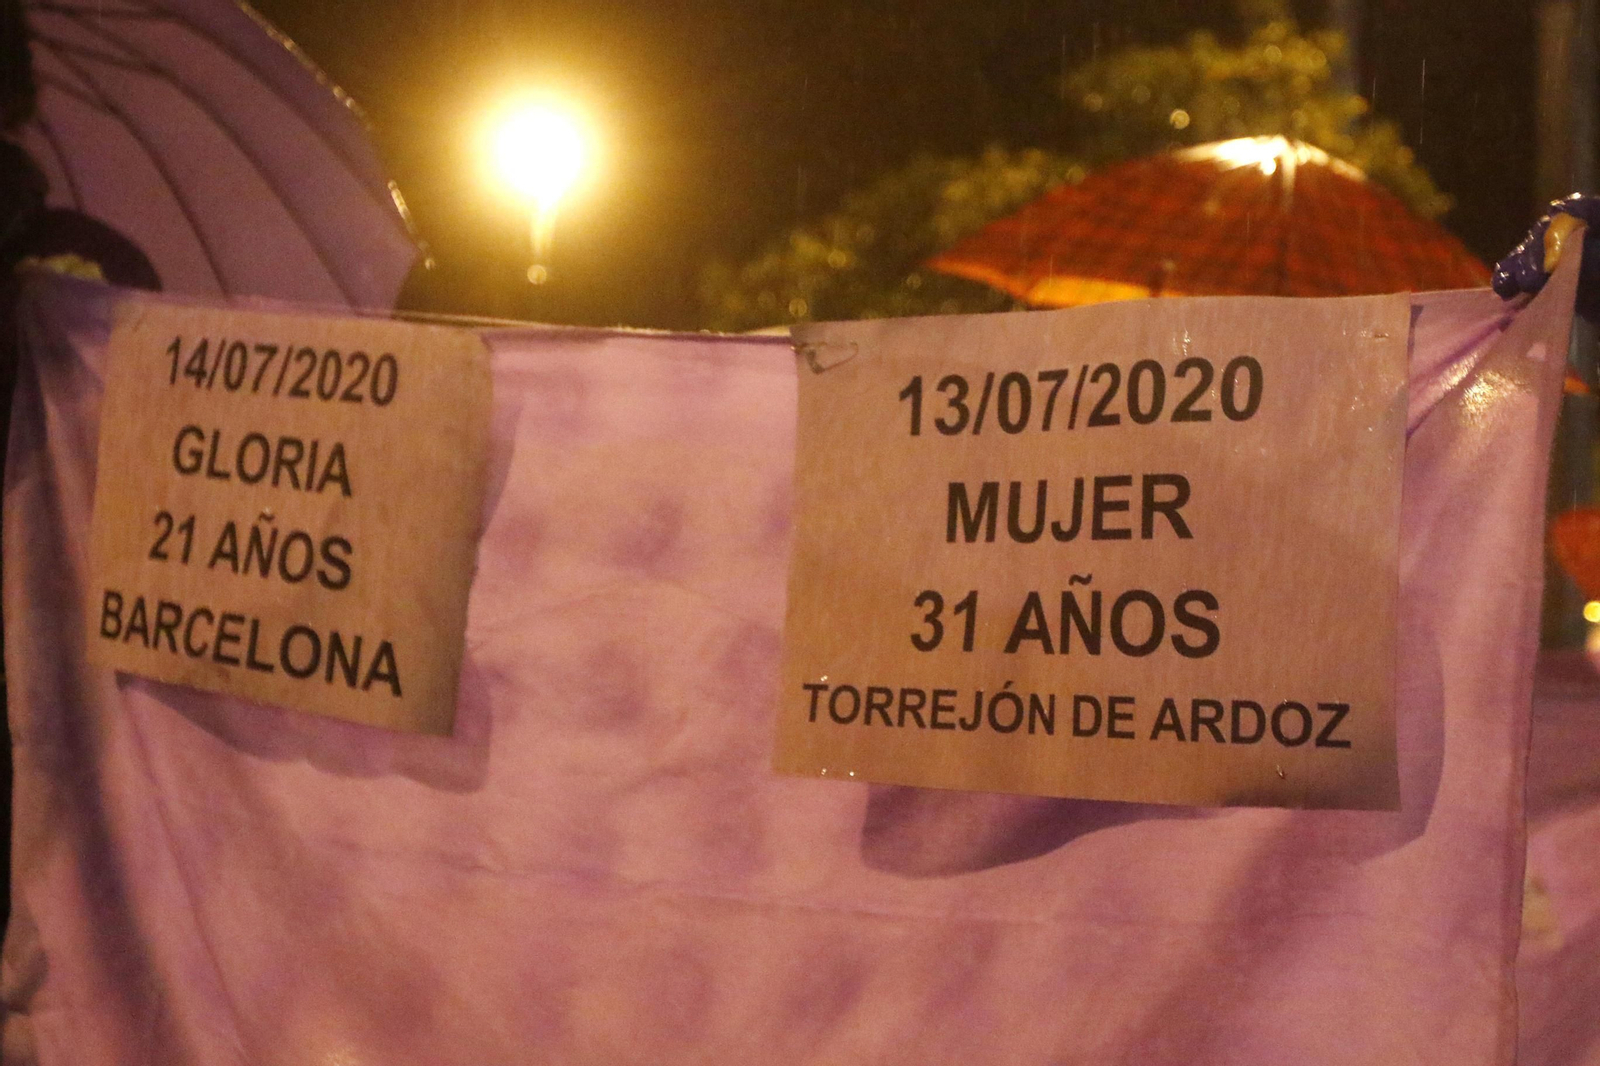 14/07/2020
GLORIA
21 AÑOS
BARCELONA
13/07/2020
MUJER
31 AÑOS
TORREJÓN DE ARDOZ